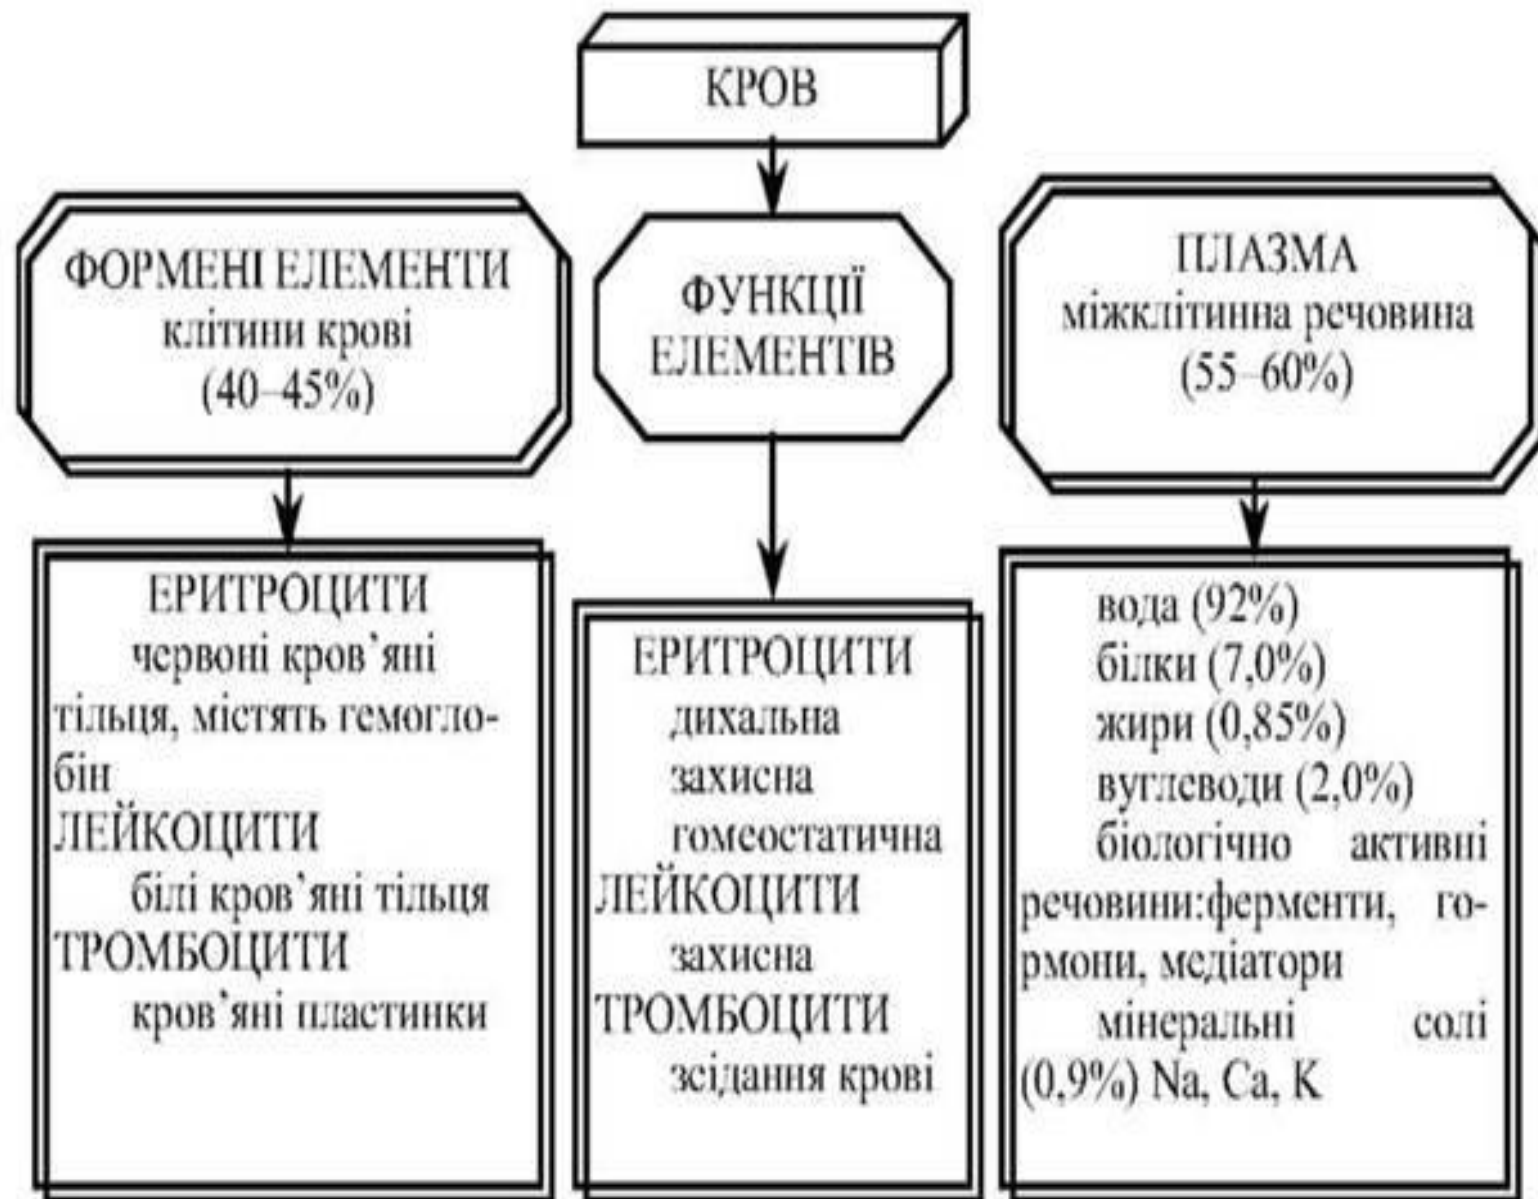 КРОВ
ФОРМЕНІ ЕЛЕМЕНТИ
клітини крові
(40–45%)
ФУНКЦІЇ
ЕЛЕМЕНТІВ
ПЛАЗМА
міжклітинна речовина
(55–60%)
ЕРИТРОЦИТИ
червоні кров’яні
тільця, містять гемогло-
бін
ЛЕЙКОЦИТИ
білі кров’яні тільця
ТРОМБОЦИТИ
кров’яні пластинки
ЕРИТРОЦИТИ
дихальна
захисна
гомеостатична
ЛЕЙКОЦИТИ
захисна
ТРОМБОЦИТИ
зсідання крові
вода (92%)
білки (7,0%)
жири (0,85%)
вуглеводи (2,0%)
біологічно активні
речовини:ферменти, го-
рмони, медіатори
мінеральні солі
(0,9%) Na, Ca, K